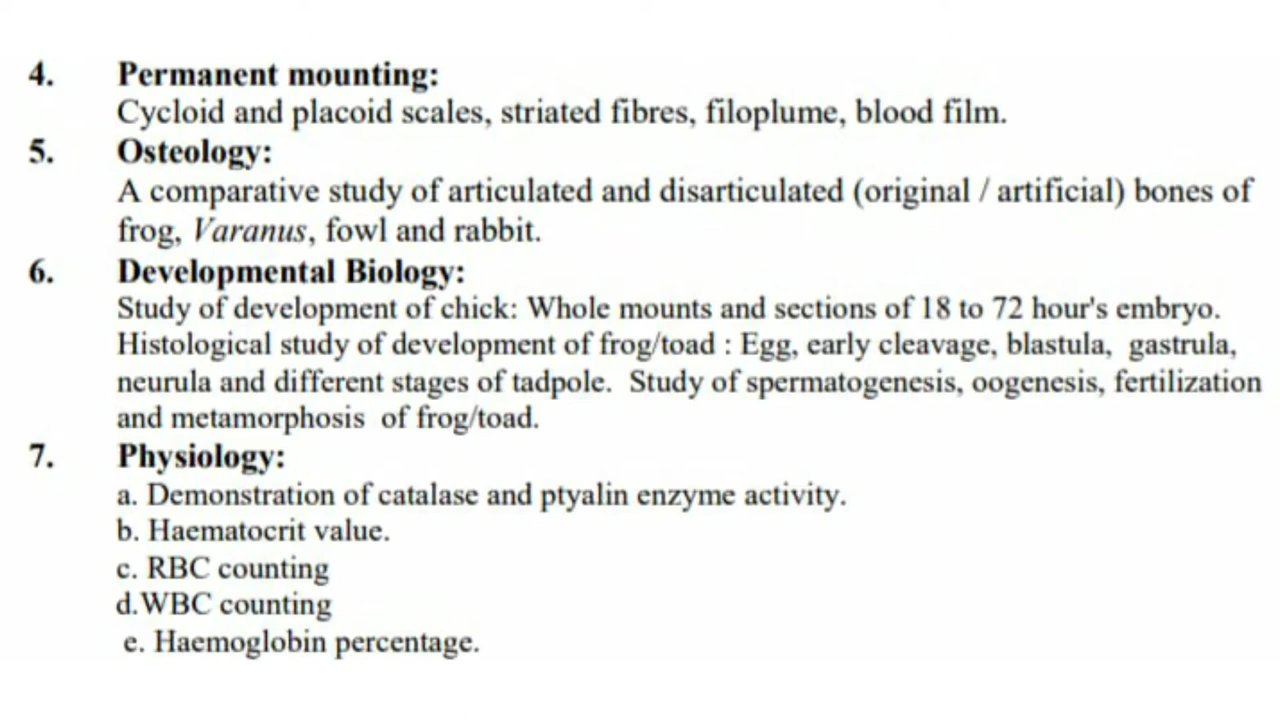 4. Permanent mounting:
Cycloid and placoid scales, striated fibres, filoplume, blood film.
5. Osteology:
A comparative study of articulated and disarticulated (original / artificial) bones of
frog, Varanus, fowl and rabbit.
6. Developmental Biology:
Study of development of chick: Whole mounts and sections of 18 to 72 hour's embryo.
Histological study of development of frog/toad : Egg, early cleavage, blastula, gastrula,
neurula and different stages of tadpole. Study of spermatogenesis, oogenesis, fertilization
and metamorphosis of frog/toad.
7. Physiology:
a. Demonstration of catalase and ptyalin enzyme activity.
b. Haematocrit value.
c. RBC counting
d.WBC counting
e. Haemoglobin percentage.